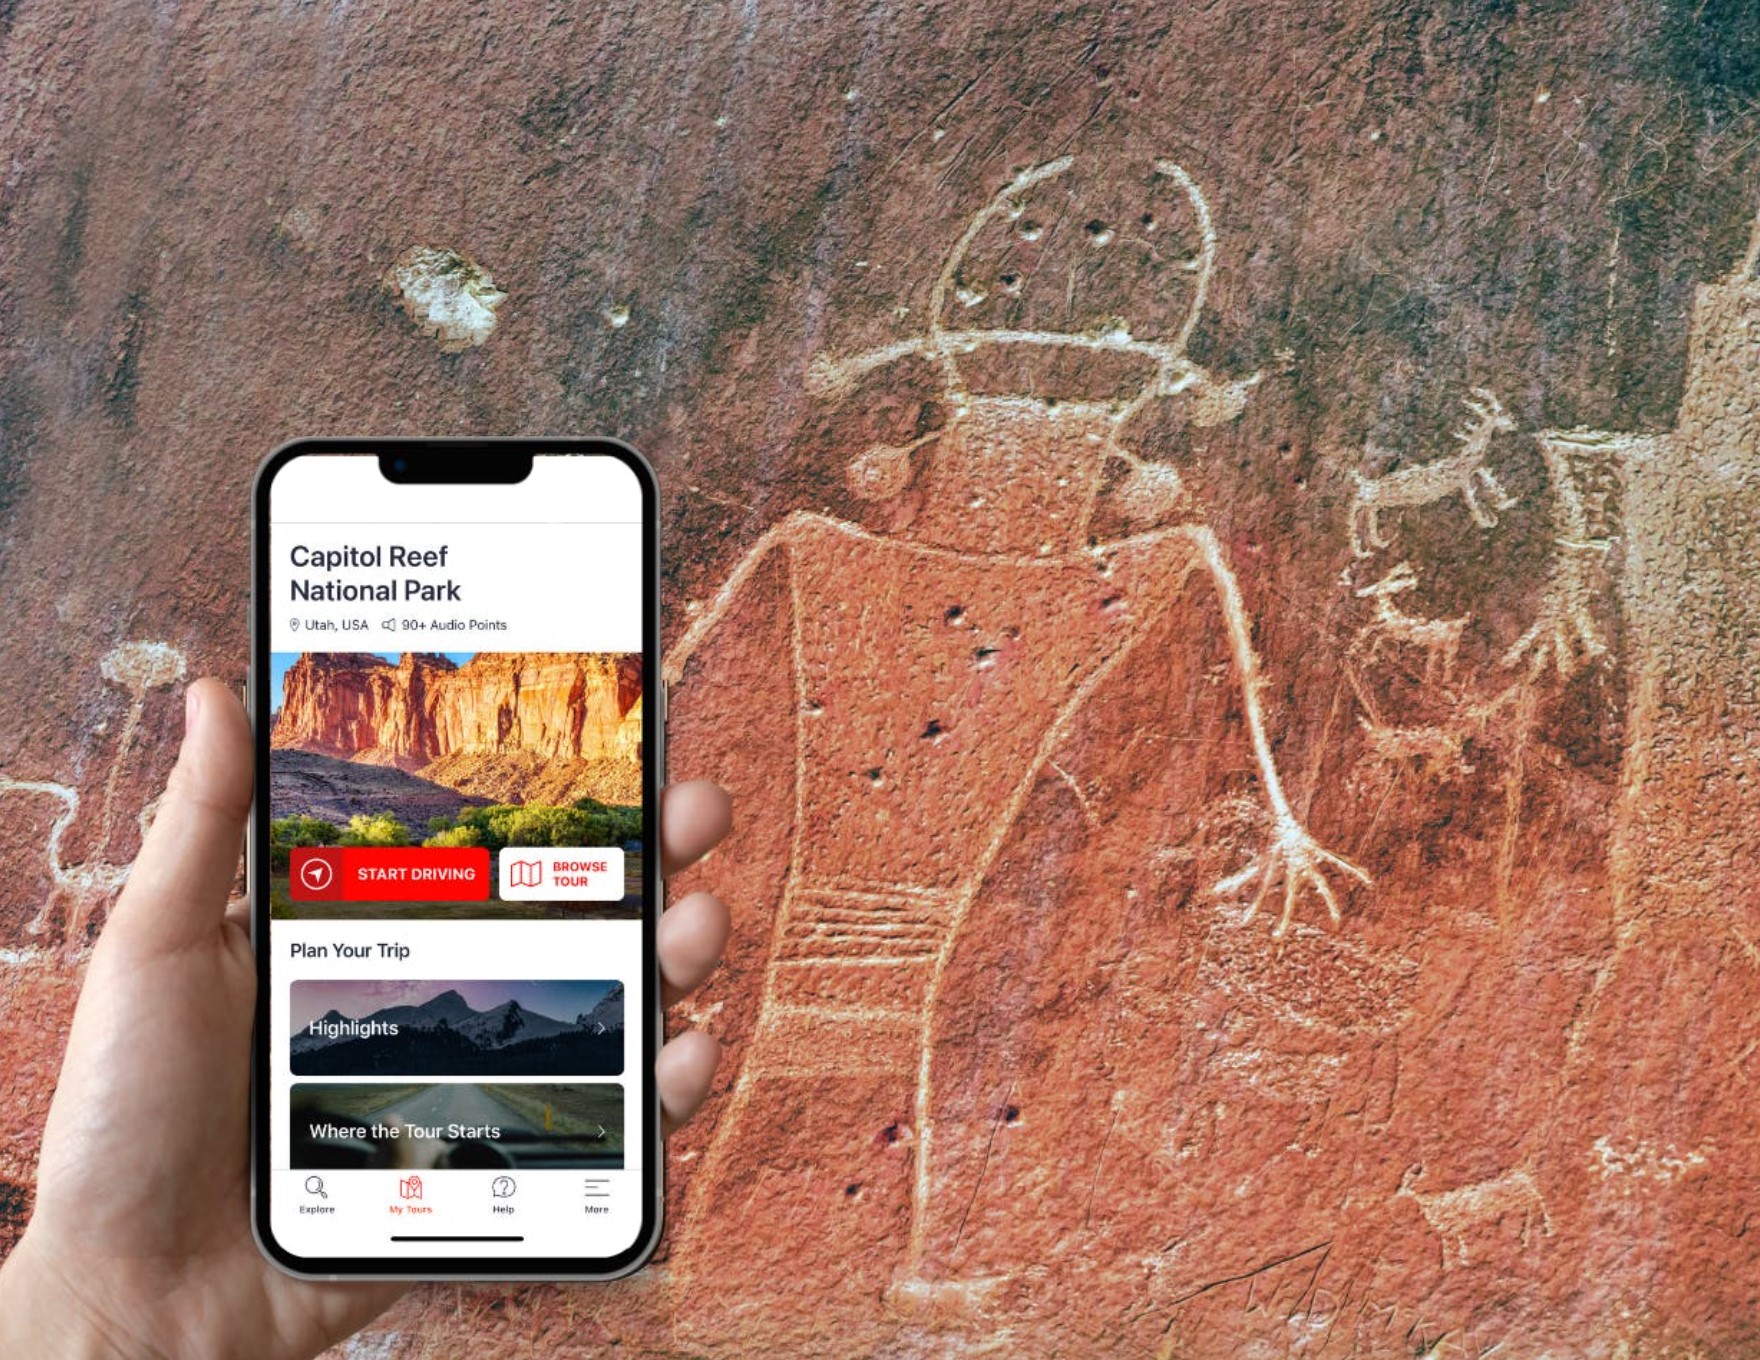 Capitol Reef
National Park
Utah, USA 90+ Audio Points
START DRIVING
BROWSE
TOUR
Plan Your Trip
Highlights
Where the Tour Starts
Explore My Tours Help More